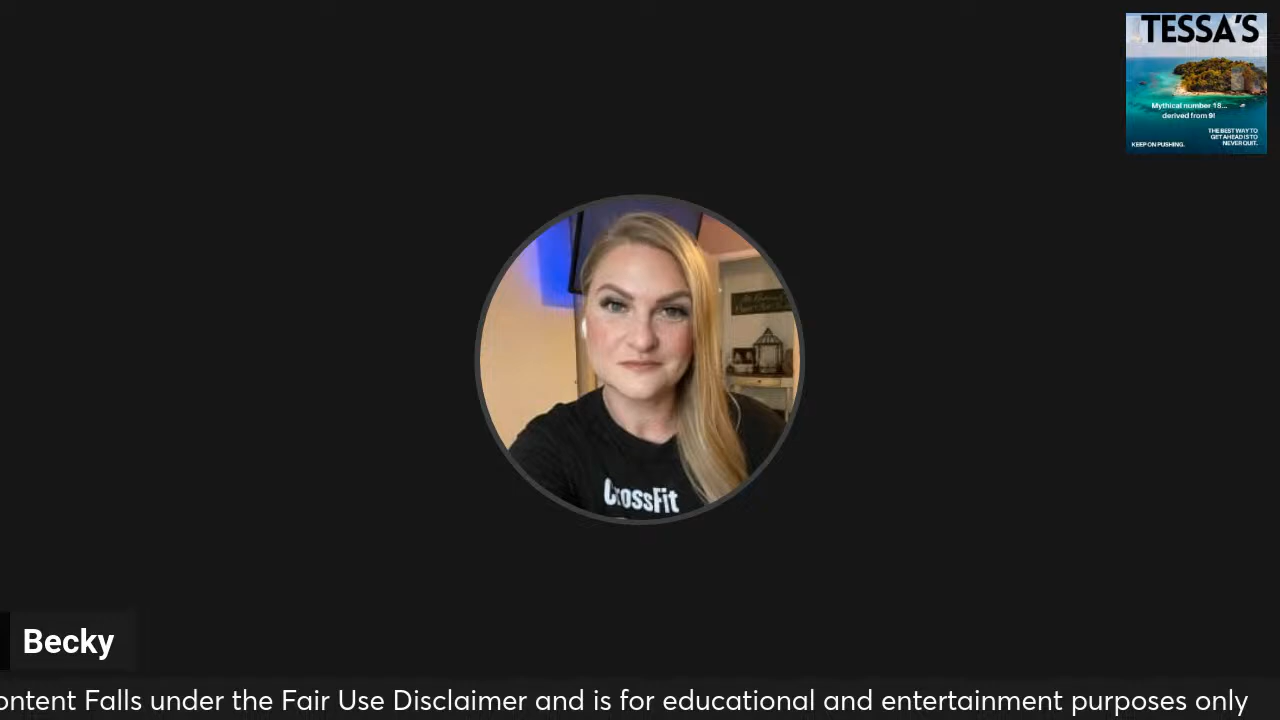 TESSA'S
Mythical number 18...
derived from 9!
THE BEST WAY TO
GET AHEAD IS TO
NEVER QUIT.
KEEP ON PUSHING.
CrossFit
Becky
ontent Falls under the Fair Use Disclaimer and is for educational and entertainment purposes only